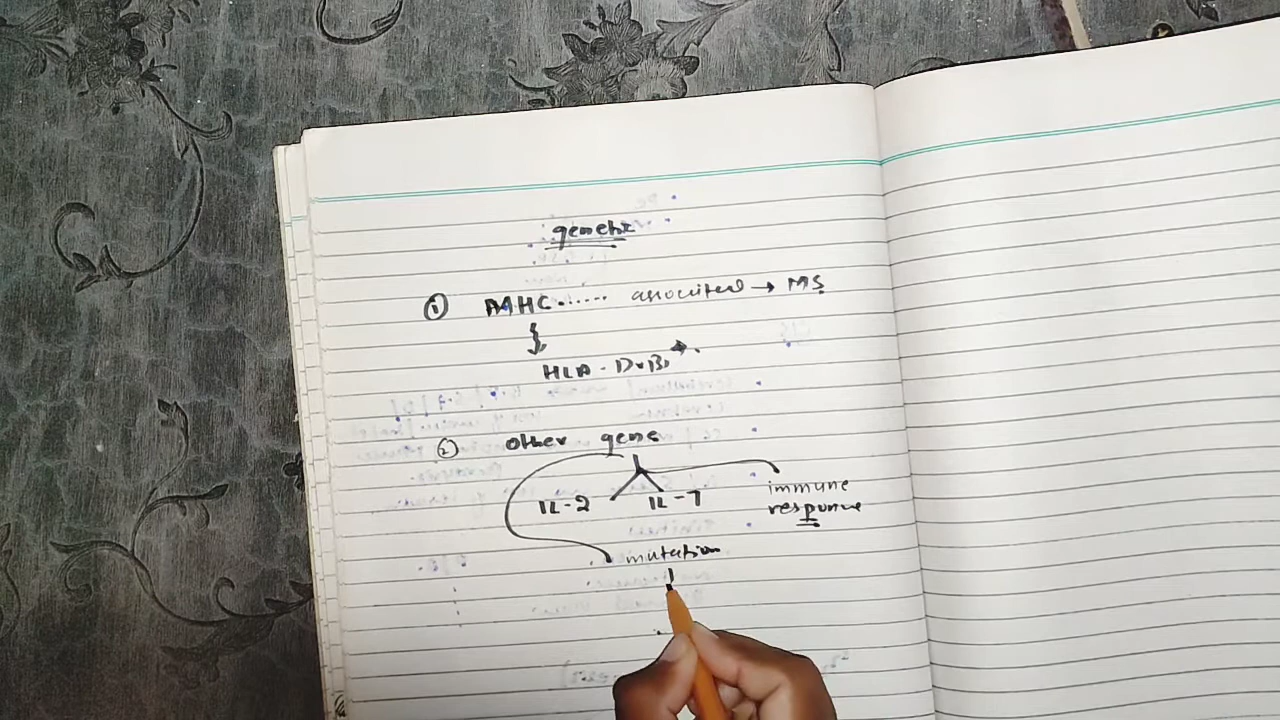 genetic
① MHC...... associated → MS
HLA - DrB1
② other gene
IL-2 IL-7
immune
response
mutation